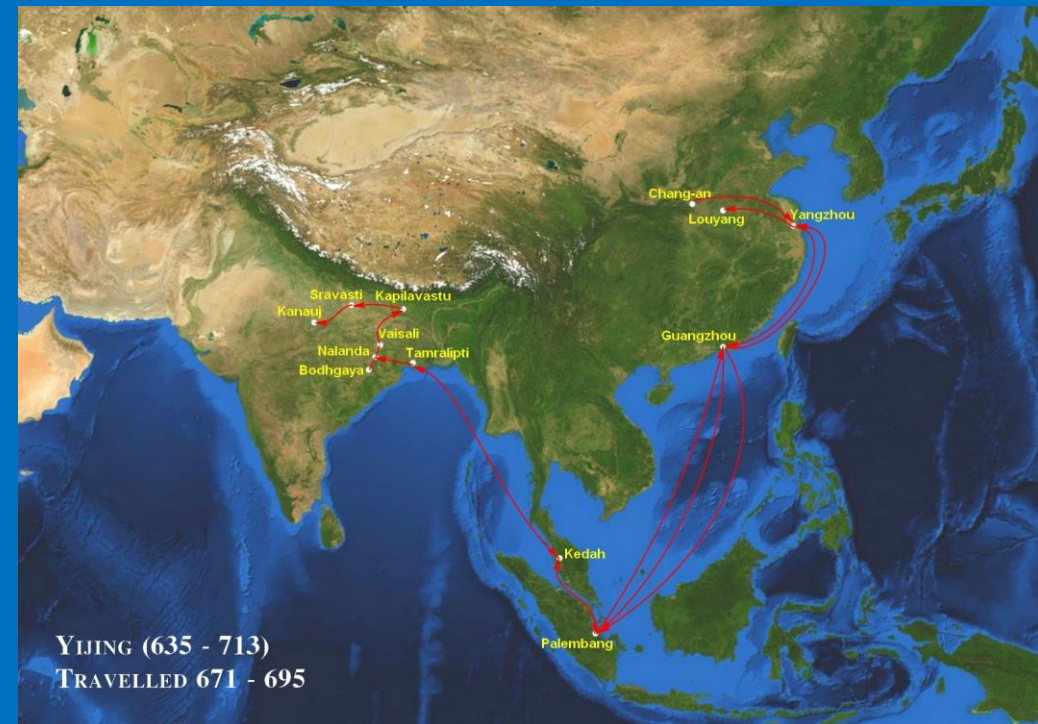 Chang-an
Louyang
Yangzhou
Sravasti
Kapilavastu
Kanauj
Vaisali
Guangzhou
Nalanda
Tamralipti
Bodhgaya
Kedah
Palembang
YIJING (635 - 713)
TRAVELLED 671 - 695